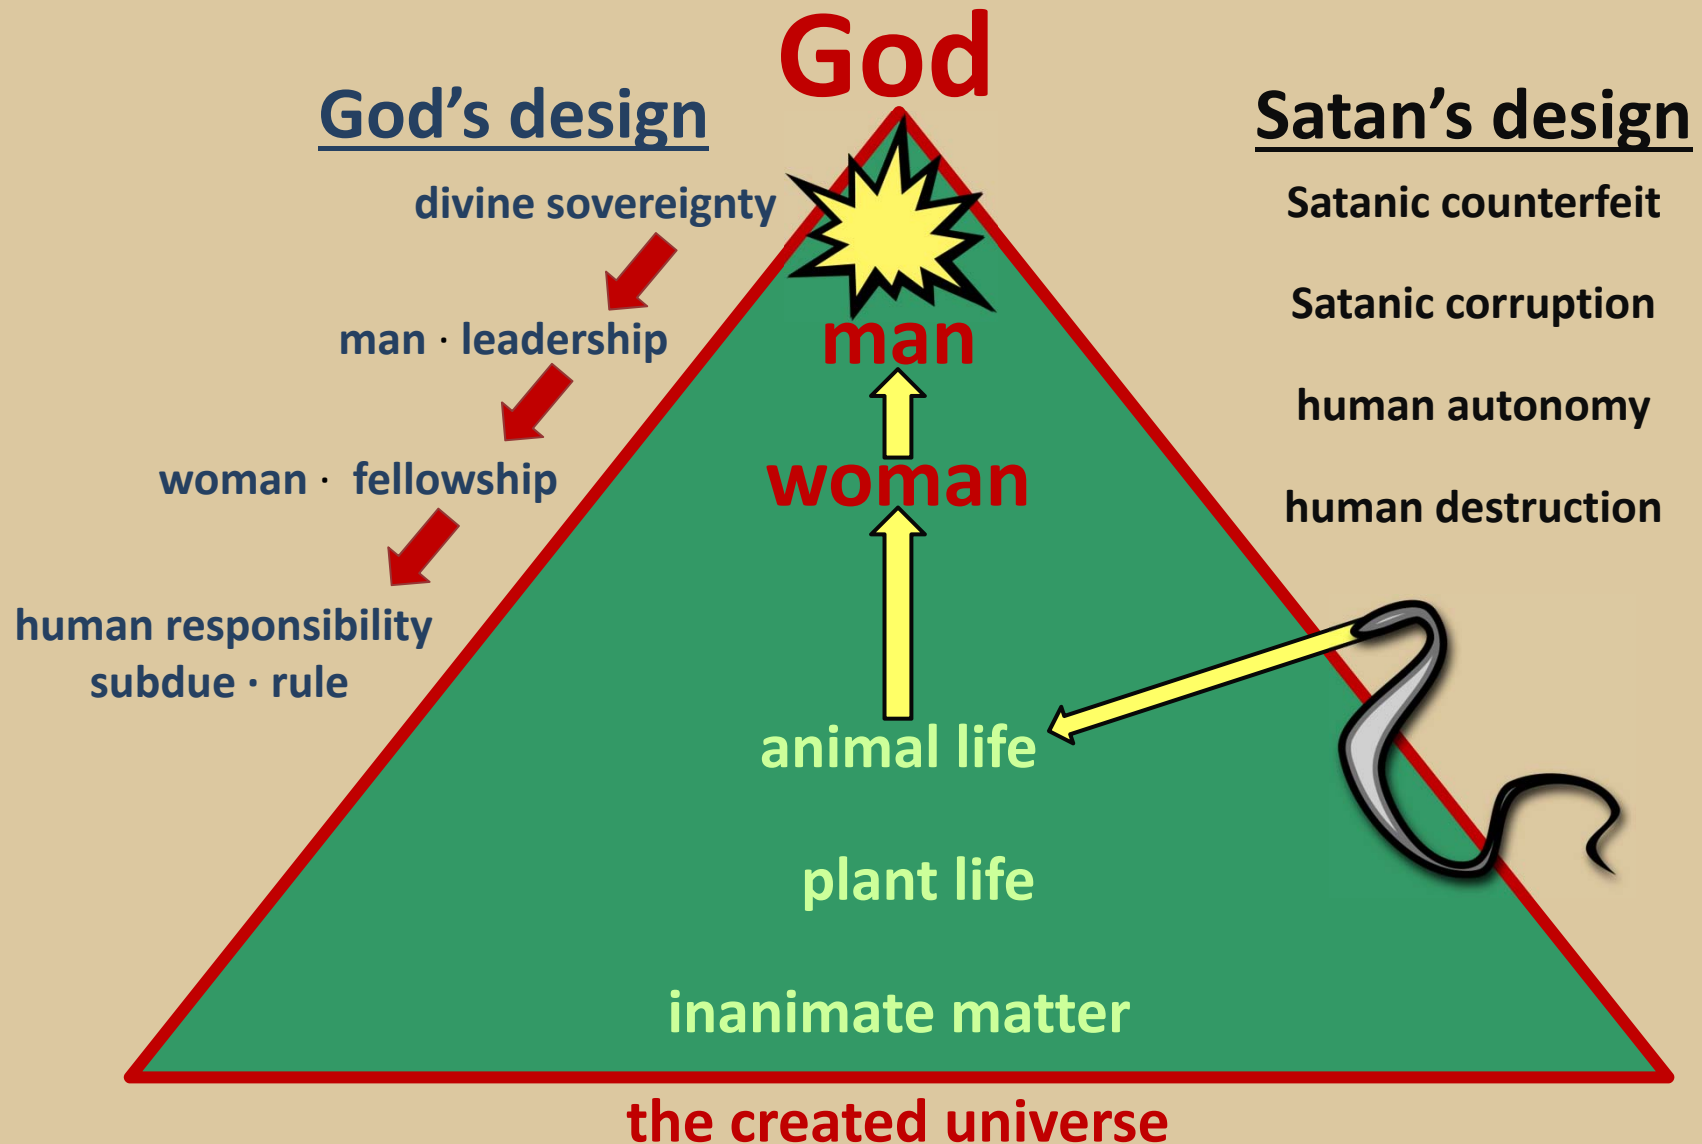 God
God's design
divine sovereignty
man · leadership
woman · fellowship
human responsibility
subdue · rule
man
woman
animal life
plant life
inanimate matter
the created universe
Satan's design
Satanic counterfeit
Satanic corruption
human autonomy
human destruction